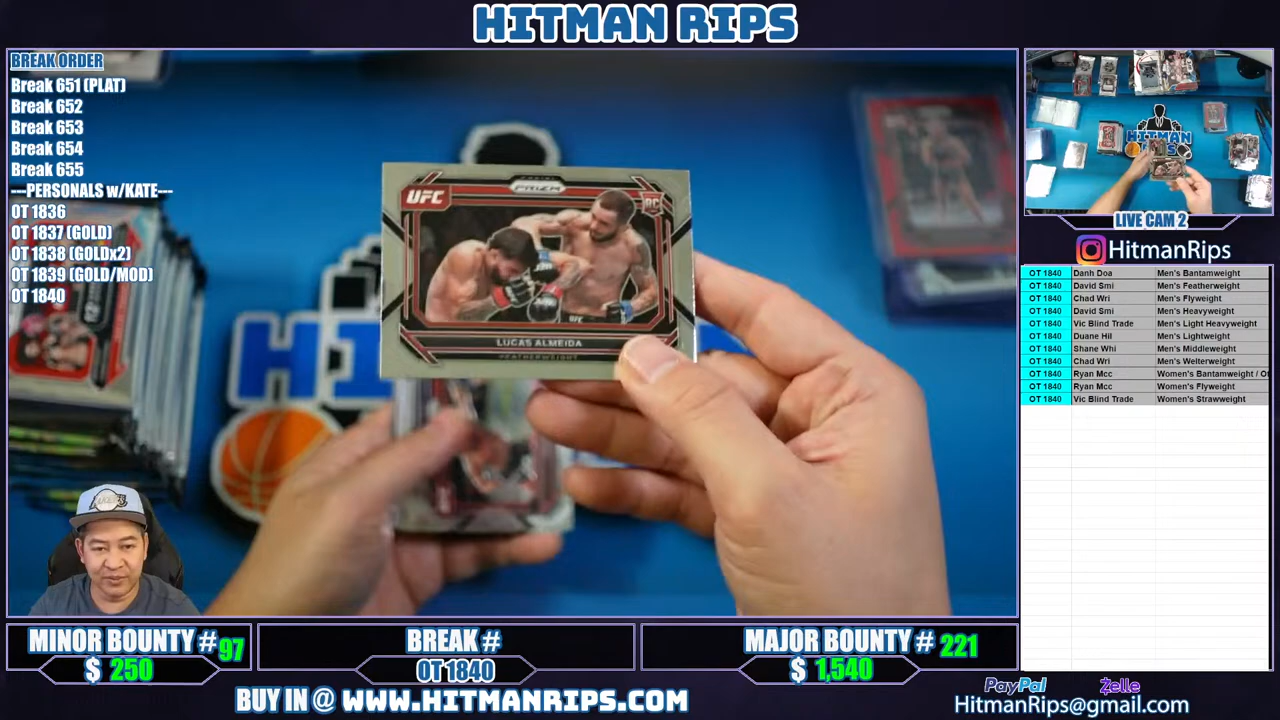 HITMAN RIPS
BREAK ORDER
Break 651 (PLAT)
Break 652
Break 653
Break 654
Break 655
---PERSONALS w/KATE---
OT 1836
OT 1837 (GOLD)
OT 1838 (GOLDx2)
OT 1839 (GOLD/MOD)
OT 1840
UFC
PANINI
PRIZM
RC
LUCAS ALMEIDA
FEATHERWEIGHT
HITMAN
LIVE CAM 2
HitmanRips
OT 1840 Danh Doa Men's Bantamweight
OT 1840 David Smi Men's Featherweight
OT 1840 Chad Wri Men's Flyweight
OT 1840 David Smi Men's Heavyweight
OT 1840 Vic Blind Trade Men's Light Heavyweight
OT 1840 Duane Hil Men's Lightweight
OT 1840 Shane Whi Men's Middleweight
OT 1840 Chad Wri Men's Welterweight
OT 1840 Ryan Mcc Women's Bantamweight / Ot
OT 1840 Ryan Mcc Women's Flyweight
OT 1840 Vic Blind Trade Women's Strawweight
MINOR BOUNTY # 97
$ 250
BREAK #
OT 1840
MAJOR BOUNTY # 221
$ 1,540
BUY IN @ WWW.HITMANRIPS.COM
PayPal Zelle
HitmanRips@gmail.com